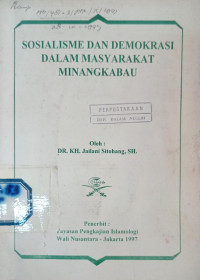 SOSIALISME DAN DEMOKRASI
DALAM MASYARAKAT
MINANGKABAU
PERPUSTAKAAN
Oleh :
DR. KH. Jailani Sitohang, SH.
Penerbit :
Yayasan Pengkajian Islamologi
Wali Nusantara - Jakarta 1997